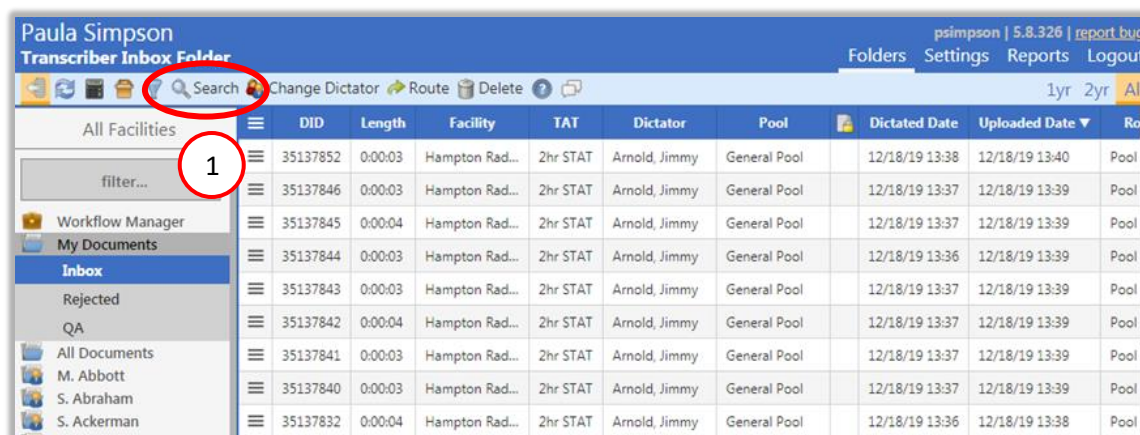 Paula Simpson
psimpson | 5.8.326 | report bug
Transcriber Inbox Folder
Folders Settings Reports Logout
Search Change Dictator Route Delete ? 1yr 2yr Al
All Facilities
filter...
Workflow Manager
My Documents
Inbox
Rejected
QA
All Documents
M. Abbott
S. Abraham
S. Ackerman
1
DID Length Facility TAT Dictator Pool Dictated Date Uploaded Date ▼ Ro
35137852 0:00:03 Hampton Rad... 2hr STAT Arnold, Jimmy General Pool 12/18/19 13:38 12/18/19 13:40 Pool
35137846 0:00:03 Hampton Rad... 2hr STAT Arnold, Jimmy General Pool 12/18/19 13:37 12/18/19 13:39 Pool
35137845 0:00:04 Hampton Rad... 2hr STAT Arnold, Jimmy General Pool 12/18/19 13:37 12/18/19 13:39 Pool
35137844 0:00:03 Hampton Rad... 2hr STAT Arnold, Jimmy General Pool 12/18/19 13:36 12/18/19 13:39 Pool
35137843 0:00:03 Hampton Rad... 2hr STAT Arnold, Jimmy General Pool 12/18/19 13:37 12/18/19 13:39 Pool
35137842 0:00:04 Hampton Rad... 2hr STAT Arnold, Jimmy General Pool 12/18/19 13:37 12/18/19 13:39 Pool
35137841 0:00:03 Hampton Rad... 2hr STAT Arnold, Jimmy General Pool 12/18/19 13:37 12/18/19 13:39 Pool
35137840 0:00:03 Hampton Rad... 2hr STAT Arnold, Jimmy General Pool 12/18/19 13:37 12/18/19 13:39 Pool
35137832 0:00:04 Hampton Rad... 2hr STAT Arnold, Jimmy General Pool 12/18/19 13:36 12/18/19 13:38 Pool